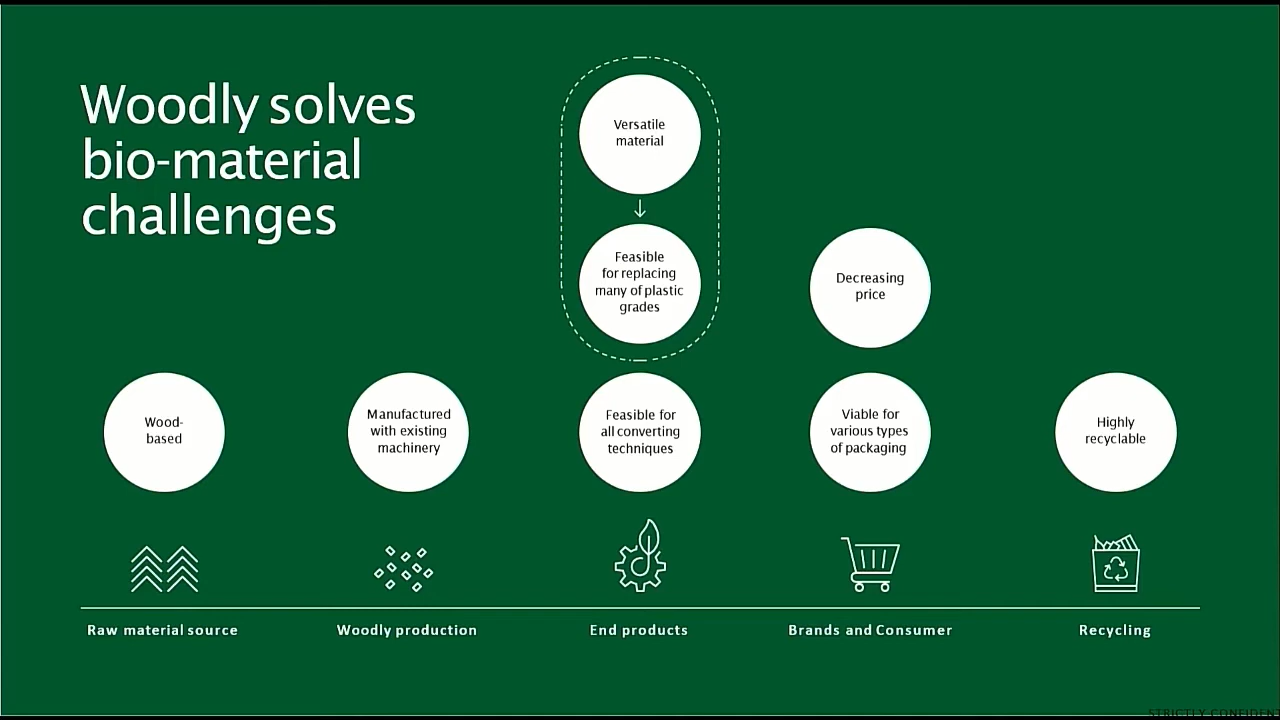 Woodly solves
bio-material
challenges
Versatile
material
Feasible
for replacing
many of plastic
grades
Decreasing
price
Wood-
based
Manufactured
with existing
machinery
Feasible for
all converting
techniques
Viable for
various types
of packaging
Highly
recyclable
Raw material source
Woodly production
End products
Brands and Consumer
Recycling
STRICTLY CONFIDENT